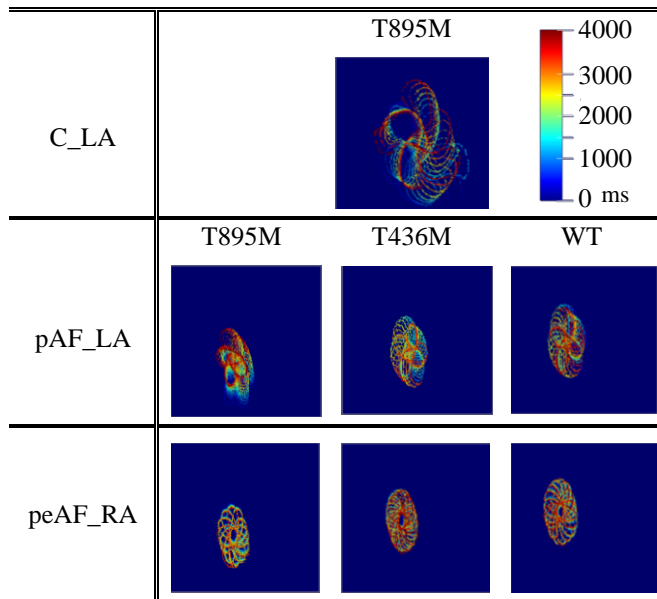 T895M
4000
3000
2000
1000
0 ms
C_LA
T895M T436M WT
pAF_LA
peAF_RA